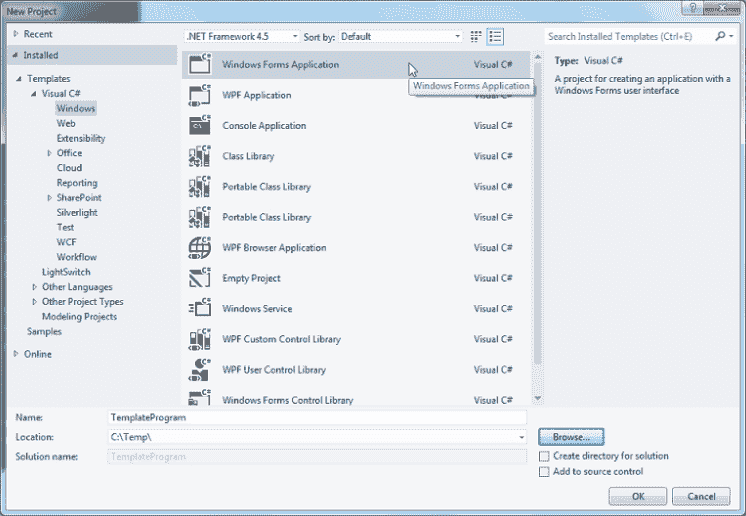 New Project
Recent
Installed
Templates
Visual C#
Windows
Web
Extensibility
Office
Cloud
Reporting
SharePoint
Silverlight
Test
WCF
Workflow
LightSwitch
Other Languages
Other Project Types
Modeling Projects
Samples
Online
.NET Framework 4.5
Sort by: Default
Windows Forms Application Visual C#
Windows Forms Application
WPF Application Visual C#
Console Application Visual C#
Class Library Visual C#
Portable Class Library Visual C#
Portable Class Library Visual C#
WPF Browser Application Visual C#
Empty Project Visual C#
Windows Service Visual C#
WPF Custom Control Library Visual C#
WPF User Control Library Visual C#
Windows Forms Control Library Visual C#
Search Installed Templates (Ctrl+E)
Type: Visual C#
A project for creating an application with a
Windows Forms user interface
Name: TemplateProgram
Location: C:\Temp\
Browse...
Solution name: TemplateProgram
Create directory for solution
Add to source control
OK Cancel